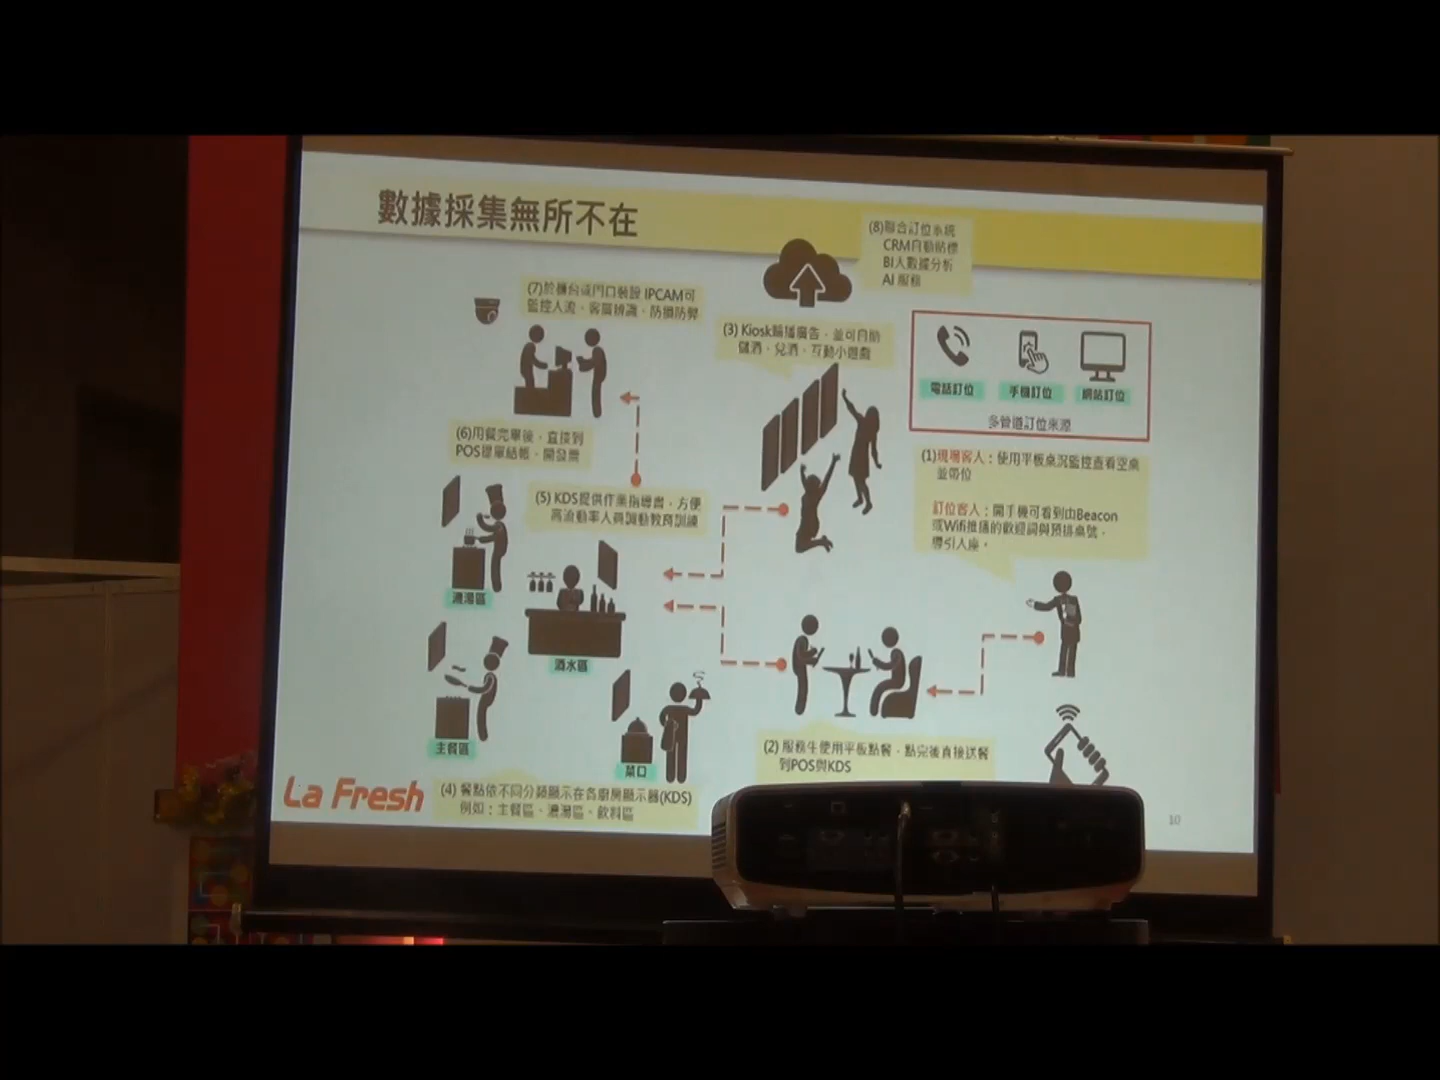 數據採集無所不在
(8)聯合訂位系統
CRM自動貼標
BI大數據分析
AI 服務
(7)於櫃台或門口裝設 IPCAM可
監控人流、客層辨識、防損防弊
(3) Kiosk輪播廣告，並可自助
儲酒、兌酒、互動小遊戲
電話訂位
手機訂位
網站訂位
多管道訂位來源
(6)用餐完畢後，直接到
POS提單結帳、開發票
(1)現場客人：使用平板桌況監控查看空桌
並帶位
訂位客人：開手機可看到由Beacon
或Wifi推播的歡迎詞與預排桌號，
導引入座。
(5) KDS提供作業指導書，方便
高流動率人員調動教育訓練
湯區
酒水區
主餐區
菜口
(2) 服務生使用平板點餐，點完後直接送餐
到POS與KDS
(4) 餐點依不同分類顯示在各廚房顯示器(KDS)
例如：主餐區、湯區、飲料區
La Fresh
10